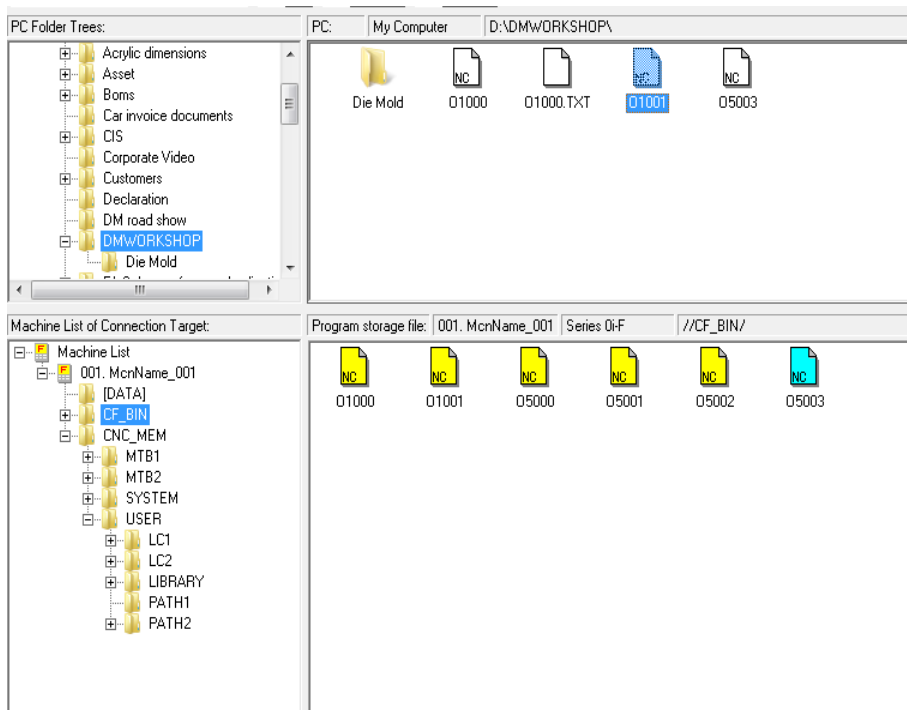 PC Folder Trees:
PC: My Computer D:\DMWORKSHOP\
Acrylic dimensions
Asset
Boms
Car invoice documents
CIS
Corporate Video
Customers
Declaration
DM road show
DMWORKSHOP
Die Mold
Die Mold O1000 O1000.TXT O1001 O5003
NC NC NC
Machine List of Connection Target:
Program storage file: 001. McnName_001 Series 0i-F //CF_BIN/
Machine List
001. McnName_001
[DATA]
CF_BIN
CNC_MEM
MTB1
MTB2
SYSTEM
USER
LC1
LC2
LIBRARY
PATH1
PATH2
NC NC NC NC NC NC
O1000 O1001 O5000 O5001 O5002 O5003